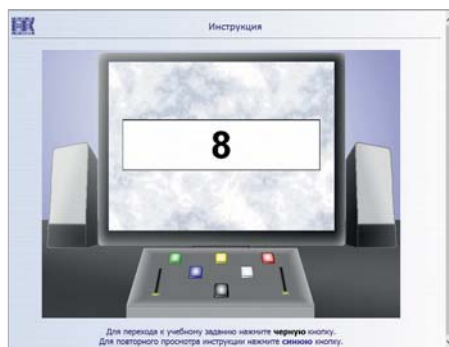 Инструкция
8
Для перехода к учебному заданию нажмите черную кнопку.
Для повторного просмотра инструкции нажмите синюю кнопку.